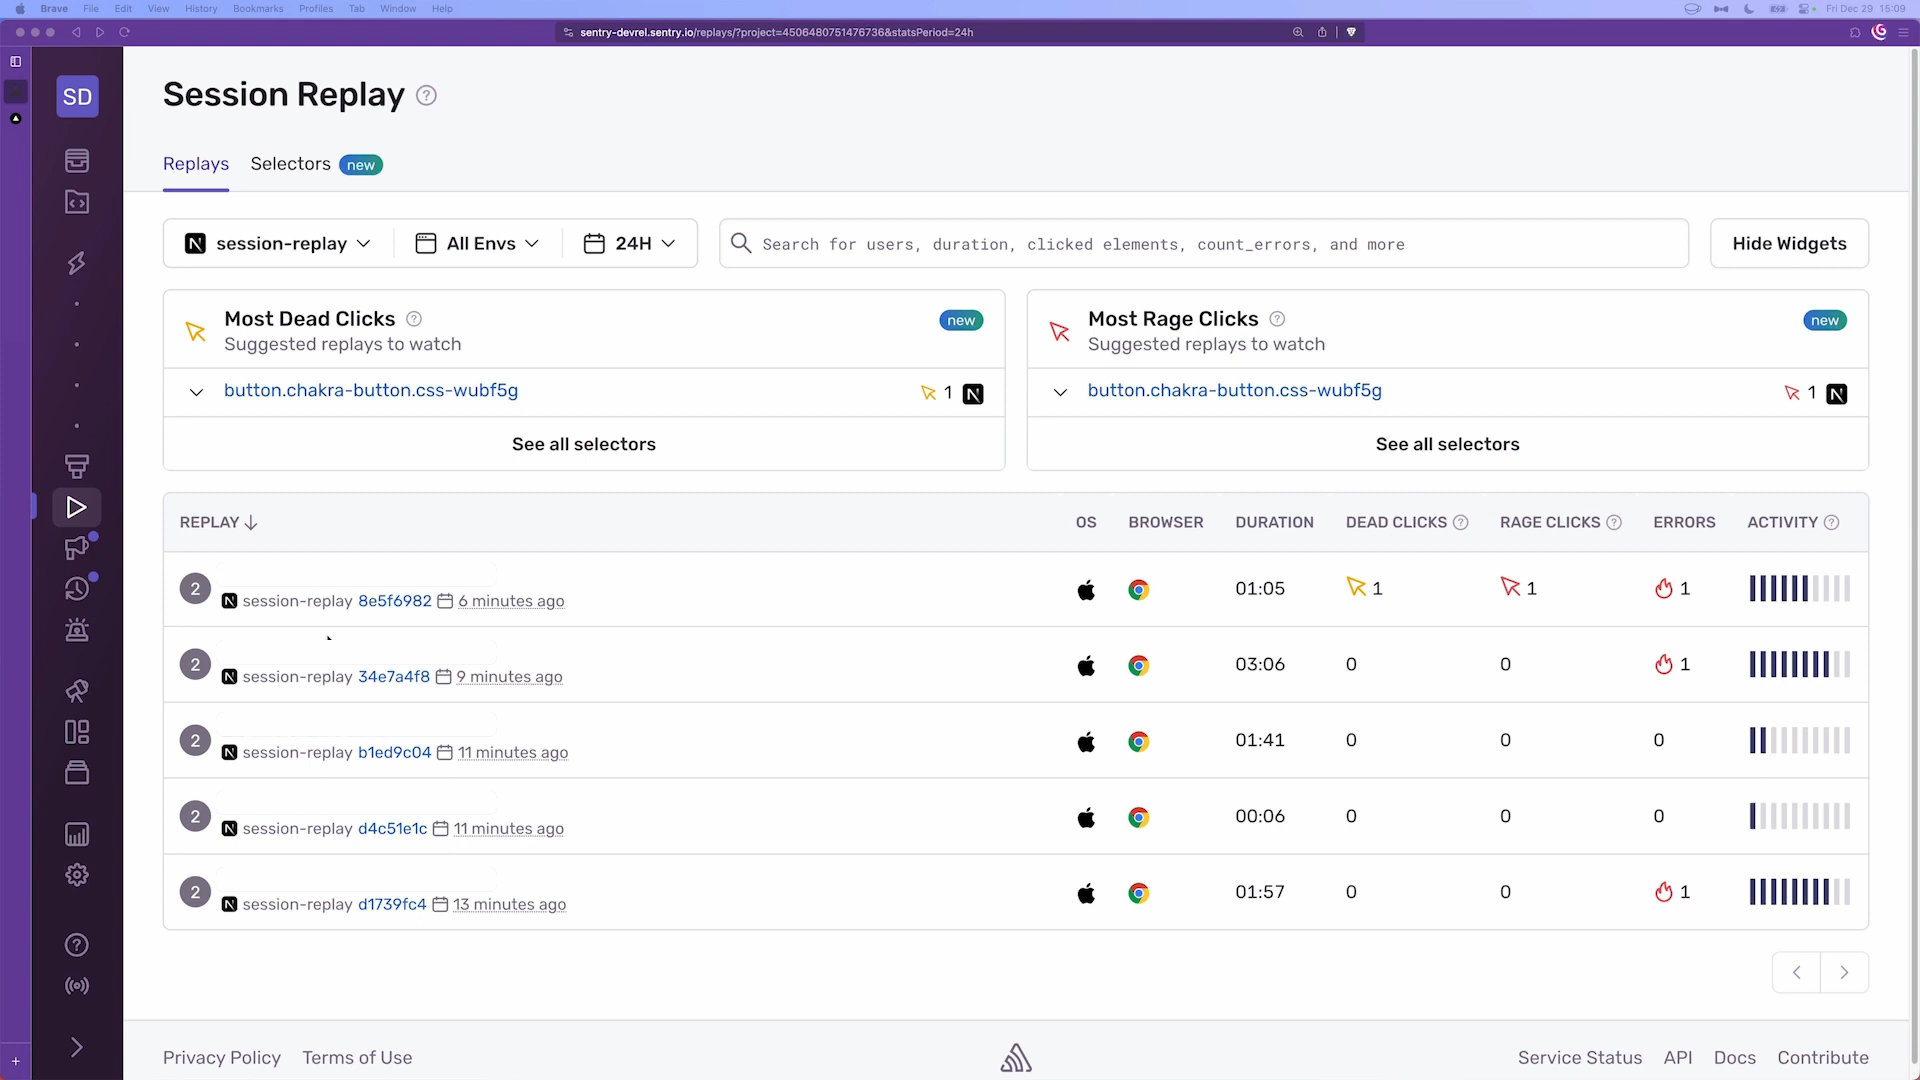 Brave File Edit View History Bookmarks Profiles Tab Window Help Fri Dec 29 15:09
sentry-devrel.sentry.io/replays/?project=4506480751476736&statsPeriod=24h
SD
Session Replay
Replays Selectors new
session-replay All Envs 24H Search for users, duration, clicked elements, count_errors, and more Hide Widgets
Most Dead Clicks new
Suggested replays to watch
button.chakra-button.css-wubf5g 1
See all selectors
Most Rage Clicks new
Suggested replays to watch
button.chakra-button.css-wubf5g 1
See all selectors
REPLAY OS BROWSER DURATION DEAD CLICKS RAGE CLICKS ERRORS ACTIVITY
2 session-replay 8e5f6982 6 minutes ago 01:05 1 1 1
2 session-replay 34e7a4f8 9 minutes ago 03:06 0 0 1
2 session-replay b1ed9c04 11 minutes ago 01:41 0 0 0
2 session-replay d4c51e1c 11 minutes ago 00:06 0 0 0
2 session-replay d1739fc4 13 minutes ago 01:57 0 0 1
Privacy Policy Terms of Use Service Status API Docs Contribute